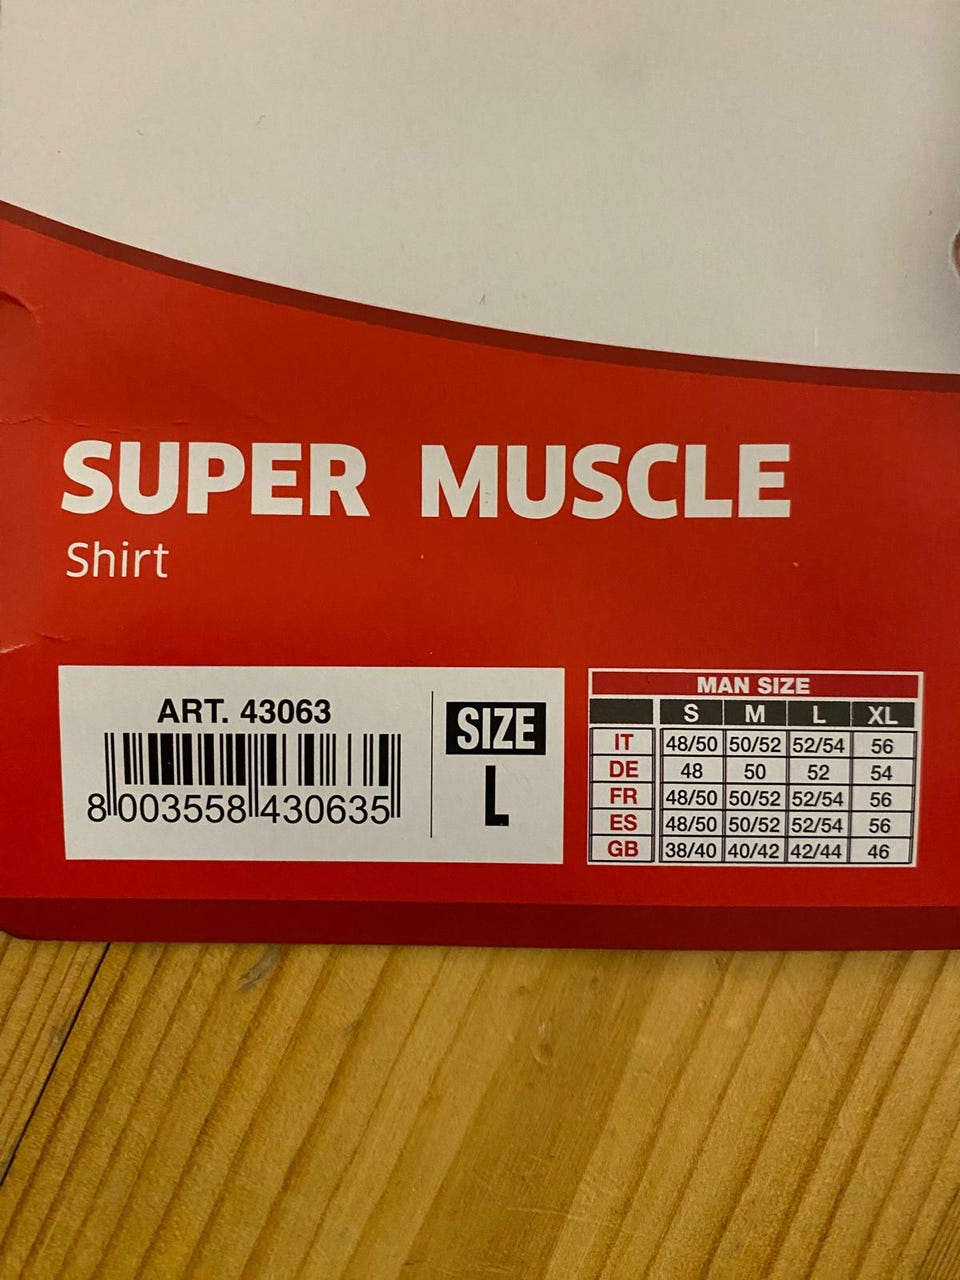 SUPER MUSCLE
Shirt
ART. 43063
8 003558 430635
SIZE
L
MAN SIZE
S M L XL
IT 48/50 50/52 52/54 56
DE 48 50 52 54
FR 48/50 50/52 52/54 56
ES 48/50 50/52 52/54 56
GB 38/40 40/42 42/44 46